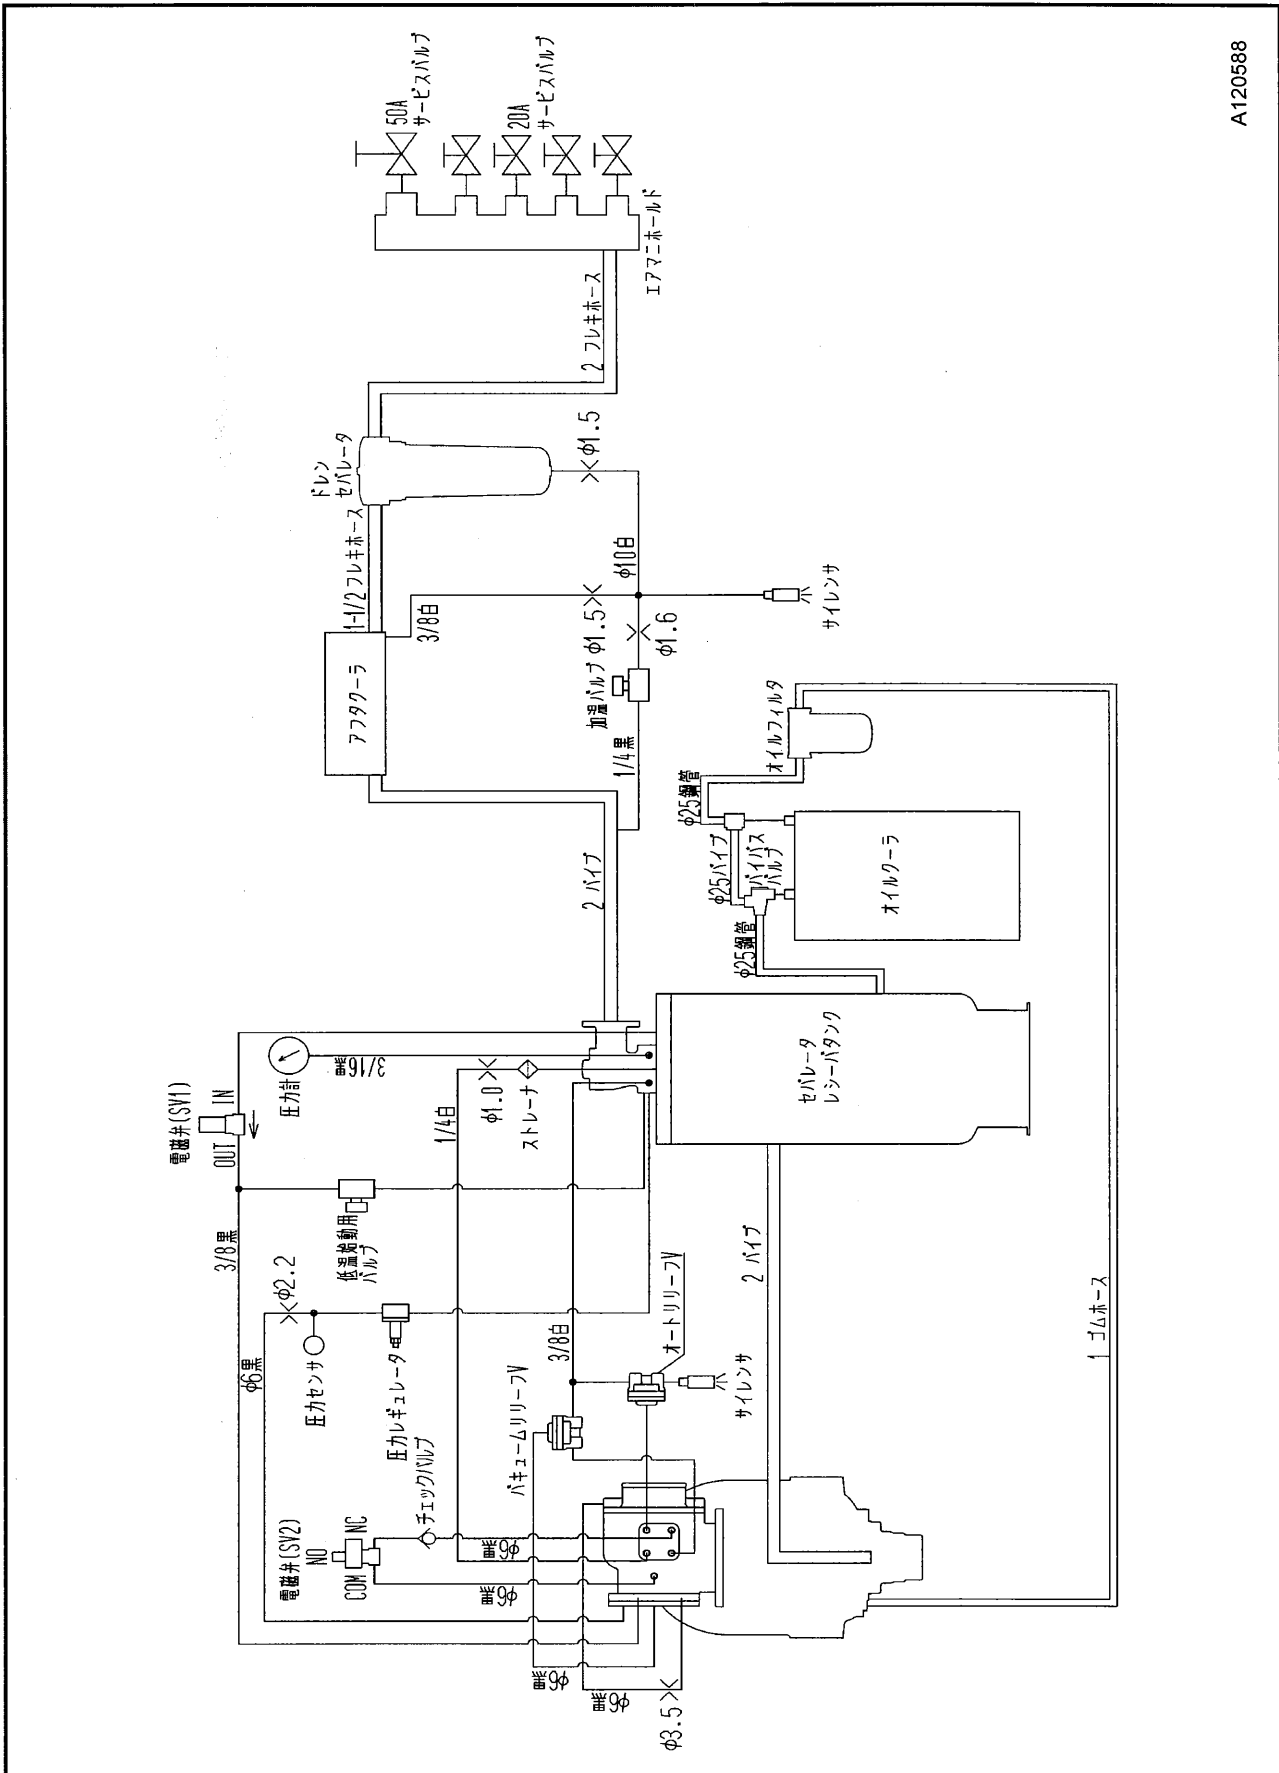 A120588
50A
サービスバルブ
20A
サービスバルブ
エアマニホールド
2 フレキホース
ドレン
セパレータ
φ1.5
1-1/2 フレキホース
φ10白
3/8白
φ1.5
φ1.6
サイレンサ
アフタクーラ
加温バルブ
1/4黒
2 パイプ
オイルフィルタ
φ25鋼管
φ25パイプ
バイパス
バルブ
φ25鋼管
オイルクーラ
電磁弁(SV1)
IN
OUT
圧力計
3/16黒
1/4白
φ1.0
ストレーナ
セパレータ
レシーバタンク
3/8黒
低温始動用
バルブ
φ2.2
φ6黒
圧力センサ
圧力レギュレータ
チェックバルブ
電磁弁(SV2)
NO
NC
COM
φ6黒
φ6黒
バキュームリリーフV
3/8白
オートリリーフV
サイレンサ
2 パイプ
1 ゴムホース
φ6黒
φ6黒
φ3.5